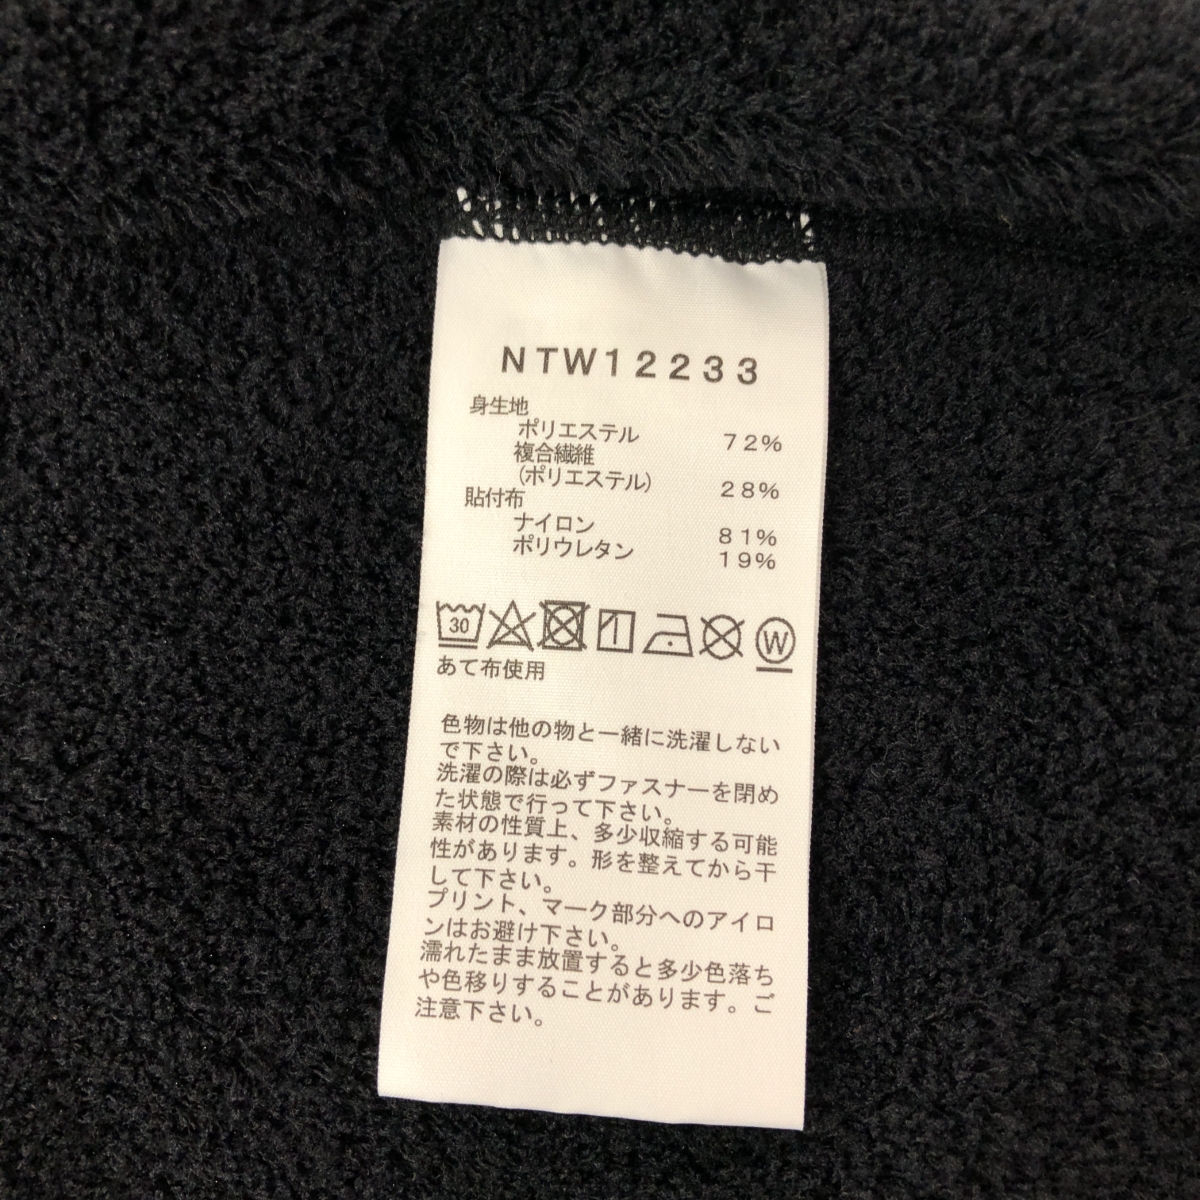 NTW12233
身生地
ポリエステル 72%
複合繊維
(ポリエステル) 28%
貼付布
ナイロン 81%
ポリウレタン 19%
30
W
あて布使用
色物は他の物と一緒に洗濯しない
で下さい。
洗濯の際は必ずファスナーを閉め
た状態で行って下さい。
素材の性質上、多少収縮する可能
性があります。形を整えてから干
して下さい。
プリント、マーク部分へのアイロ
ンはお避け下さい。
濡れたまま放置すると多少色落ち
や色移りすることがあります。ご
注意下さい。